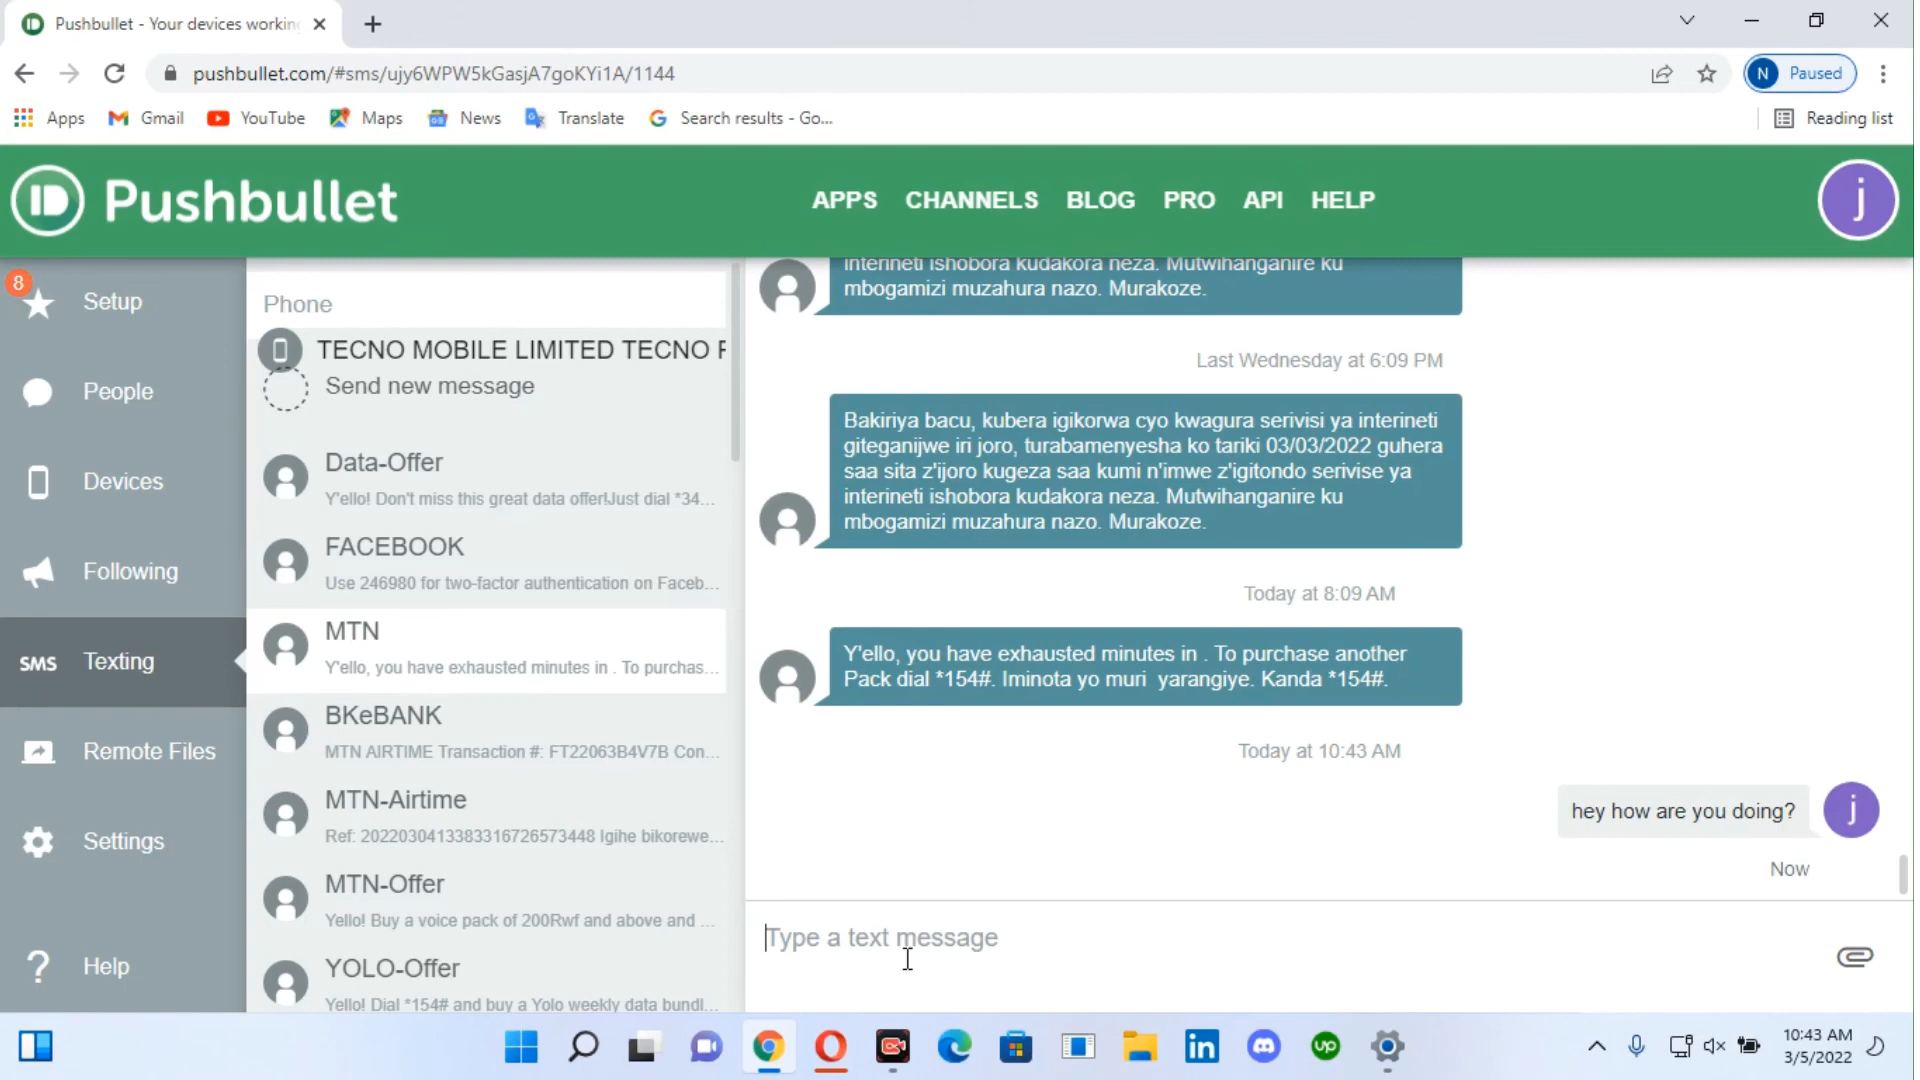 Pushbullet - Your devices workin
pushbullet.com/#sms/ujy6WPW5kGasjA7goKYi1A/1144
N Paused
Apps Gmail YouTube Maps News Translate Search results - Go... Reading list
Pushbullet APPS CHANNELS BLOG PRO API HELP j
8
Setup
People
Devices
Following
SMS Texting
Remote Files
Settings
? Help
Phone
TECNO MOBILE LIMITED TECNO
Send new message
Data-Offer
Y'ello! Don't miss this great data offer!Just dial *34...
FACEBOOK
Use 246980 for two-factor authentication on Faceb...
MTN
Y'ello, you have exhausted minutes in . To purchas...
BKeBANK
MTN AIRTIME Transaction #: FT22063B4V7B Con...
MTN-Airtime
Ref: 2022030413383316726573448 Igihe bikorewe...
MTN-Offer
Yello! Buy a voice pack of 200Rwf and above and ...
YOLO-Offer
Yello! Dial *154# and buy a Yolo weekly data bundl...
interineti ishobora kudakora neza. Mutwihanganire ku
mbogamizi muzahura nazo. Murakoze.
Last Wednesday at 6:09 PM
Bakiriya bacu, kubera igikorwa cyo kwagura serivisi ya interineti
giteganijwe iri joro, turabamenyesha ko tariki 03/03/2022 guhera
saa sita z'ijoro kugeza saa kumi n'imwe z'igitondo serivise ya
interineti ishobora kudakora neza. Mutwihanganire ku
mbogamizi muzahura nazo. Murakoze.
Today at 8:09 AM
Y'ello, you have exhausted minutes in . To purchase another
Pack dial *154#. Iminota yo muri yarangiye. Kanda *154#.
Today at 10:43 AM
hey how are you doing? j
Now
Type a text message
in up
10:43 AM
3/5/2022